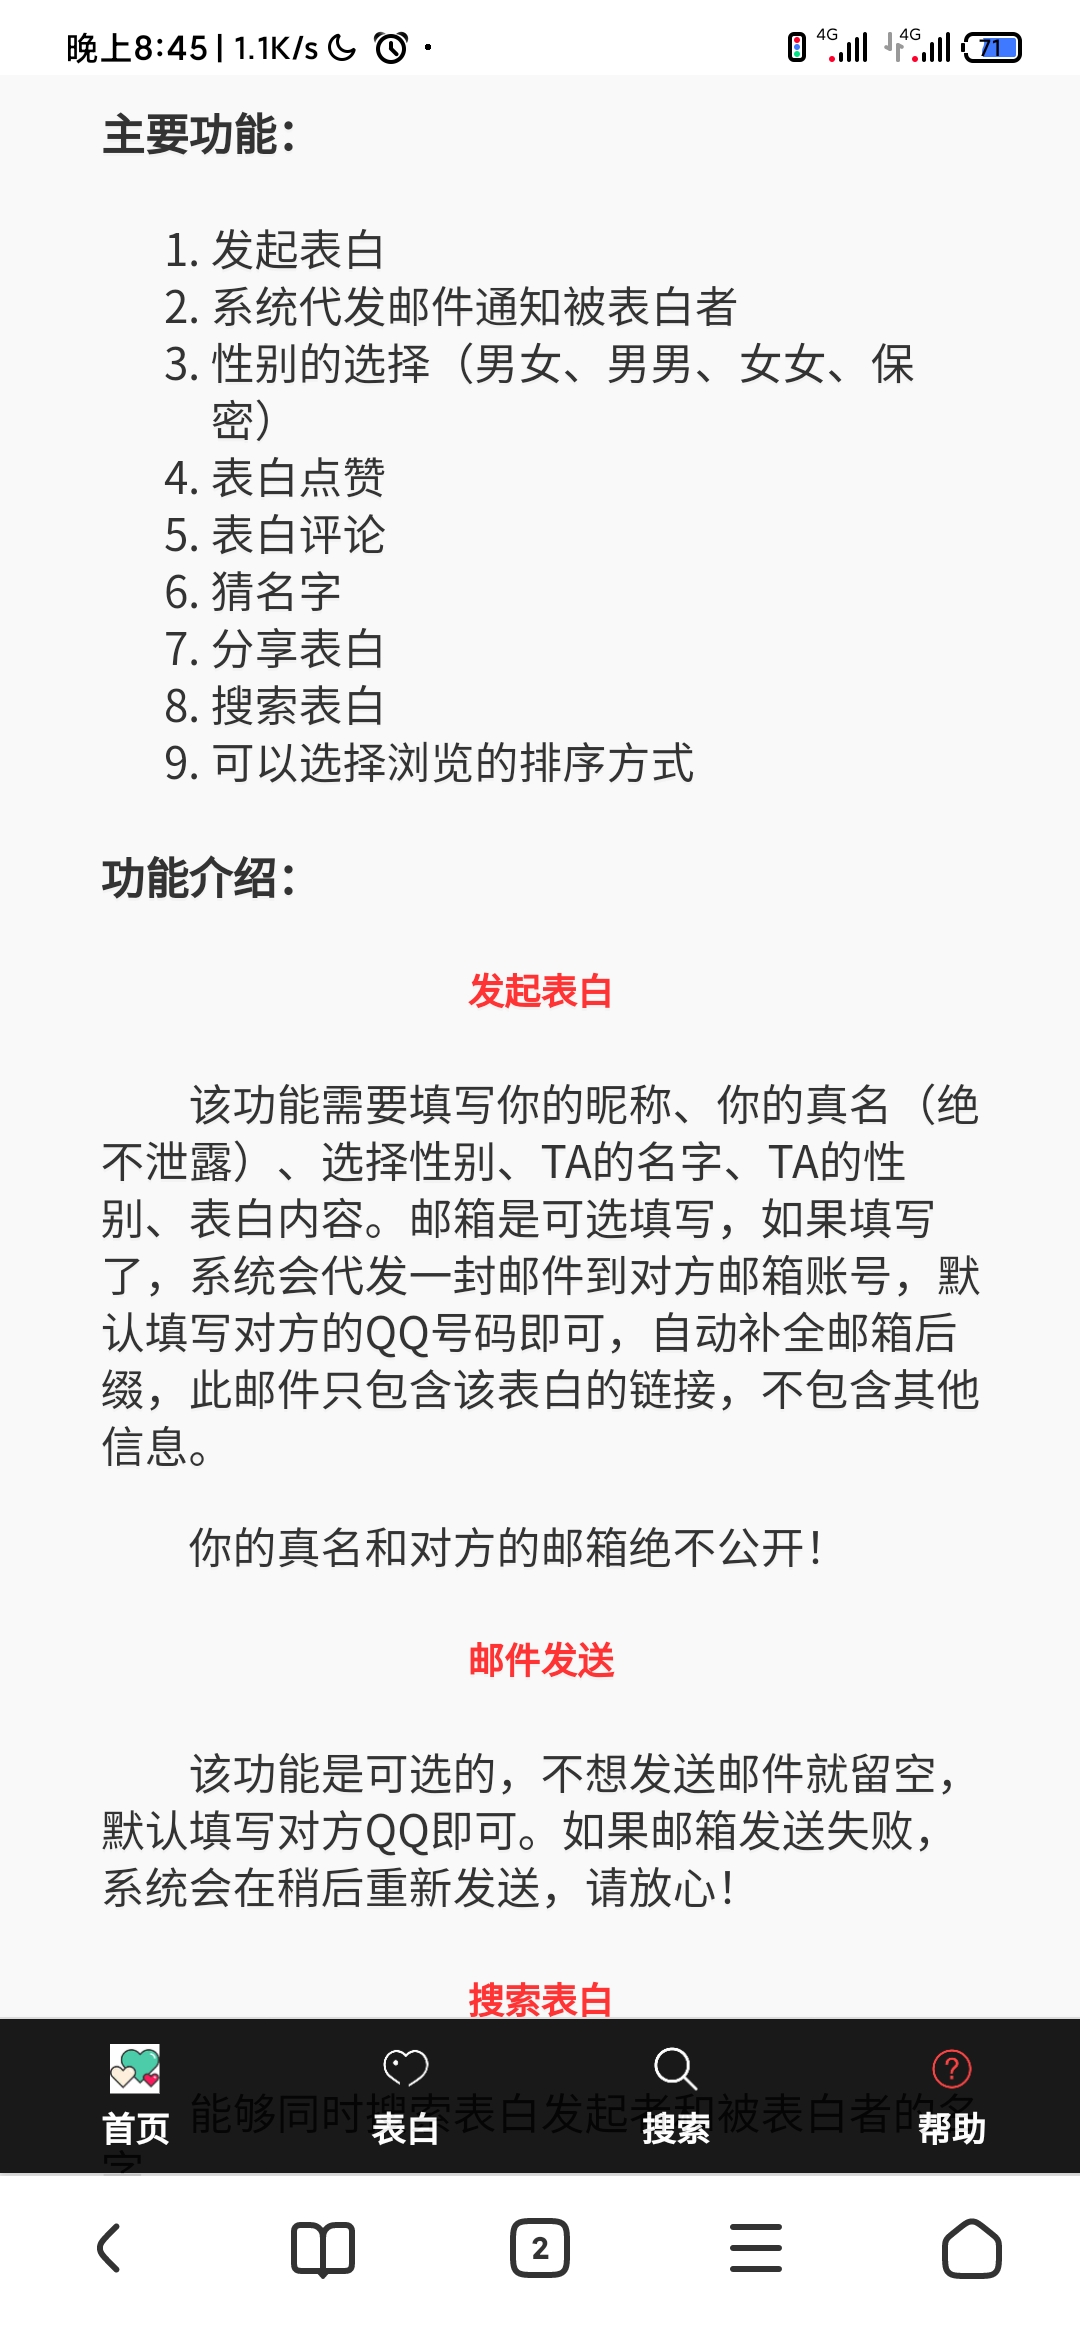 晚上8:45 | 1.1K/s
4G 4G 71
主要功能：
1. 发起表白
2. 系统代发邮件通知被表白者
3. 性别的选择（男女、男男、女女、保
密）
4. 表白点赞
5. 表白评论
6. 猜名字
7. 分享表白
8. 搜索表白
9. 可以选择浏览的排序方式
功能介绍：
发起表白
该功能需要填写你的昵称、你的真名（绝
不泄露）、选择性别、TA的名字、TA的性
别、表白内容。邮箱是可选填写，如果填写
了，系统会代发一封邮件到对方邮箱账号，默
认填写对方的QQ号码即可，自动补全邮箱后
缀，此邮件只包含该表白的链接，不包含其他
信息。
你的真名和对方的邮箱绝不公开！
邮件发送
该功能是可选的，不想发送邮件就留空，
默认填写对方QQ即可。如果邮箱发送失败，
系统会在稍后重新发送，请放心！
搜索表白
能够同时搜索表白发起者和被表白者的名
字
首页 表白 搜索 帮助
2